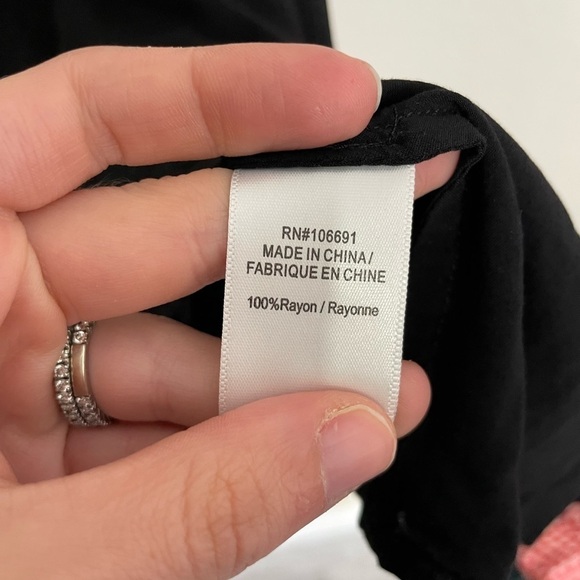 RN#106691
MADE IN CHINA/
FABRIQUE EN CHINE
100%Rayon / Rayonne